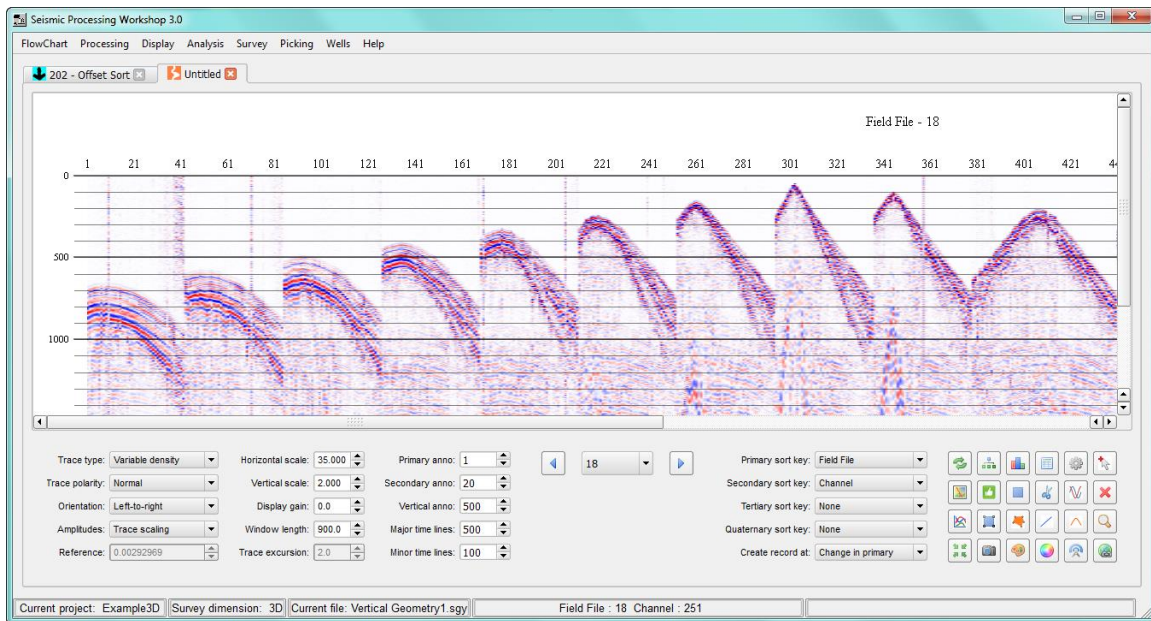 Seismic Processing Workshop 3.0
FlowChart Processing Display Analysis Survey Picking Wells Help
202 - Offset Sort Untitled
Field File - 18
1 21 41 61 81 101 121 141 161 181 201 221 241 261 281 301 321 341 361 381 401 421
0
500
1000
Trace type: Variable density Horizontal scale: 35.000 Primary anno: 1 18 Primary sort key: Field File
Trace polarity: Normal Vertical scale: 2.000 Secondary anno: 20 Secondary sort key: Channel
Orientation: Left-to-right Display gain: 0.0 Vertical anno: 500 Tertiary sort key: None
Amplitudes: Trace scaling Window length: 900.0 Major time lines: 500 Quaternary sort key: None
Reference: 0.00292969 Trace excursion: 2.0 Minor time lines: 100 Create record at: Change in primary
Current project: Example3D Survey dimension: 3D Current file: Vertical Geometry1.sgy Field File : 18 Channel : 251